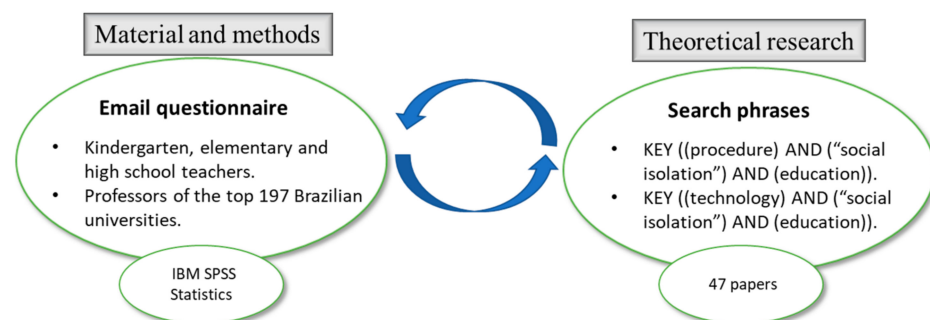 Material and methods
Email questionnaire
• Kindergarten, elementary and
high school teachers.
• Professors of the top 197 Brazilian
universities.
IBM SPSS
Statistics
Theoretical research
Search phrases
• KEY ((procedure) AND (“social
isolation”) AND (education)).
• KEY ((technology) AND (“social
isolation”) AND (education)).
47 papers